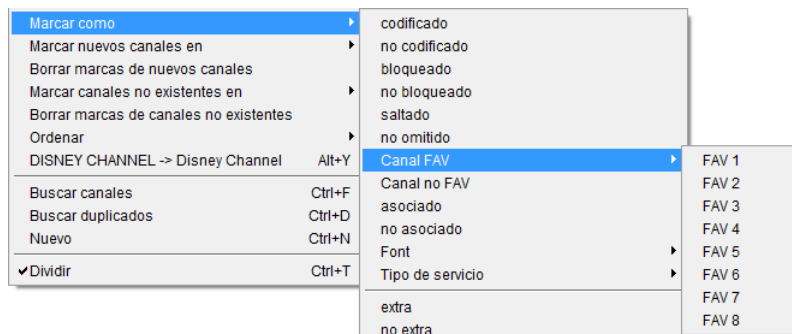 Marcar como
Marcar nuevos canales en
Borrar marcas de nuevos canales
Marcar canales no existentes en
Borrar marcas de canales no existentes
Ordenar
DISNEY CHANNEL -> Disney Channel Alt+Y
Buscar canales Ctrl+F
Buscar duplicados Ctrl+D
Nuevo Ctrl+N
Dividir Ctrl+T
codificado
no codificado
bloqueado
no bloqueado
saltado
no omitido
Canal FAV
Canal no FAV
asociado
no asociado
Font
Tipo de servicio
extra
no extra
FAV 1
FAV 2
FAV 3
FAV 4
FAV 5
FAV 6
FAV 7
FAV 8